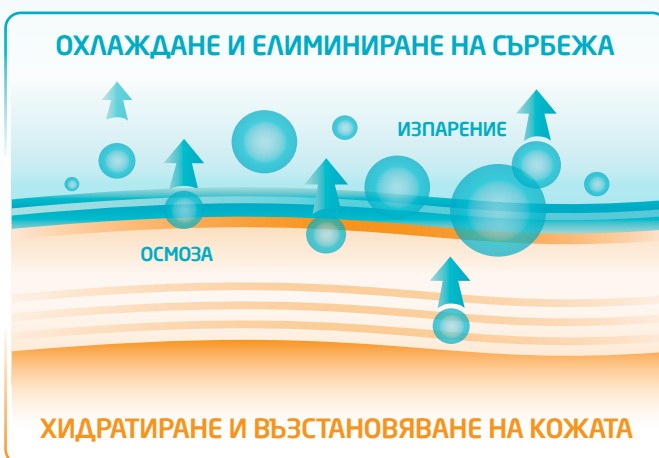 ОХЛАЖДАНЕ И ЕЛИМИНИРАНЕ НА СЪРБЕЖА
ИЗПАРЕНИЕ
ОСМОЗА
ХИДРАТИРАНЕ И ВЪЗСТАНОВЯВАНЕ НА КОЖАТА